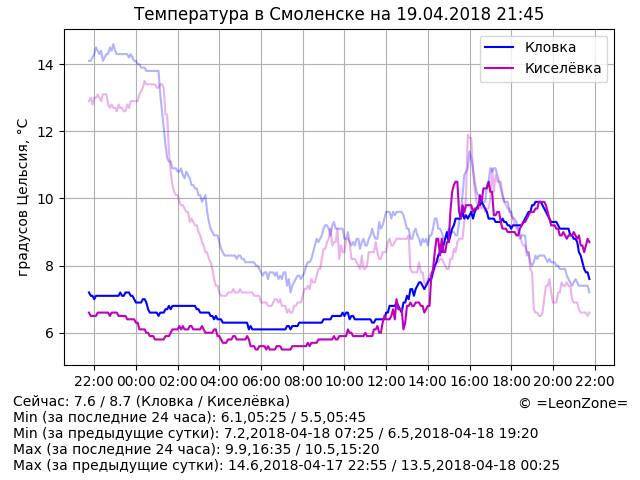 Температура в Смоленске на 19.04.2018 21:45
Кловка
Киселёвка
градусов Цельсия, °C
14
12
10
8
6
22:00 00:00 02:00 04:00 06:00 08:00 10:00 12:00 14:00 16:00 18:00 20:00 22:00
Сейчас: 7.6 / 8.7 (Кловка / Киселёвка)
© =LeonZone=
Min (за последние 24 часа): 6.1,05:25 / 5.5,05:45
Min (за предыдущие сутки): 7.2,2018-04-18 07:25 / 6.5,2018-04-18 19:20
Max (за последние 24 часа): 9.9,16:35 / 10.5,15:20
Max (за предыдущие сутки): 14.6,2018-04-17 22:55 / 13.5,2018-04-18 00:25